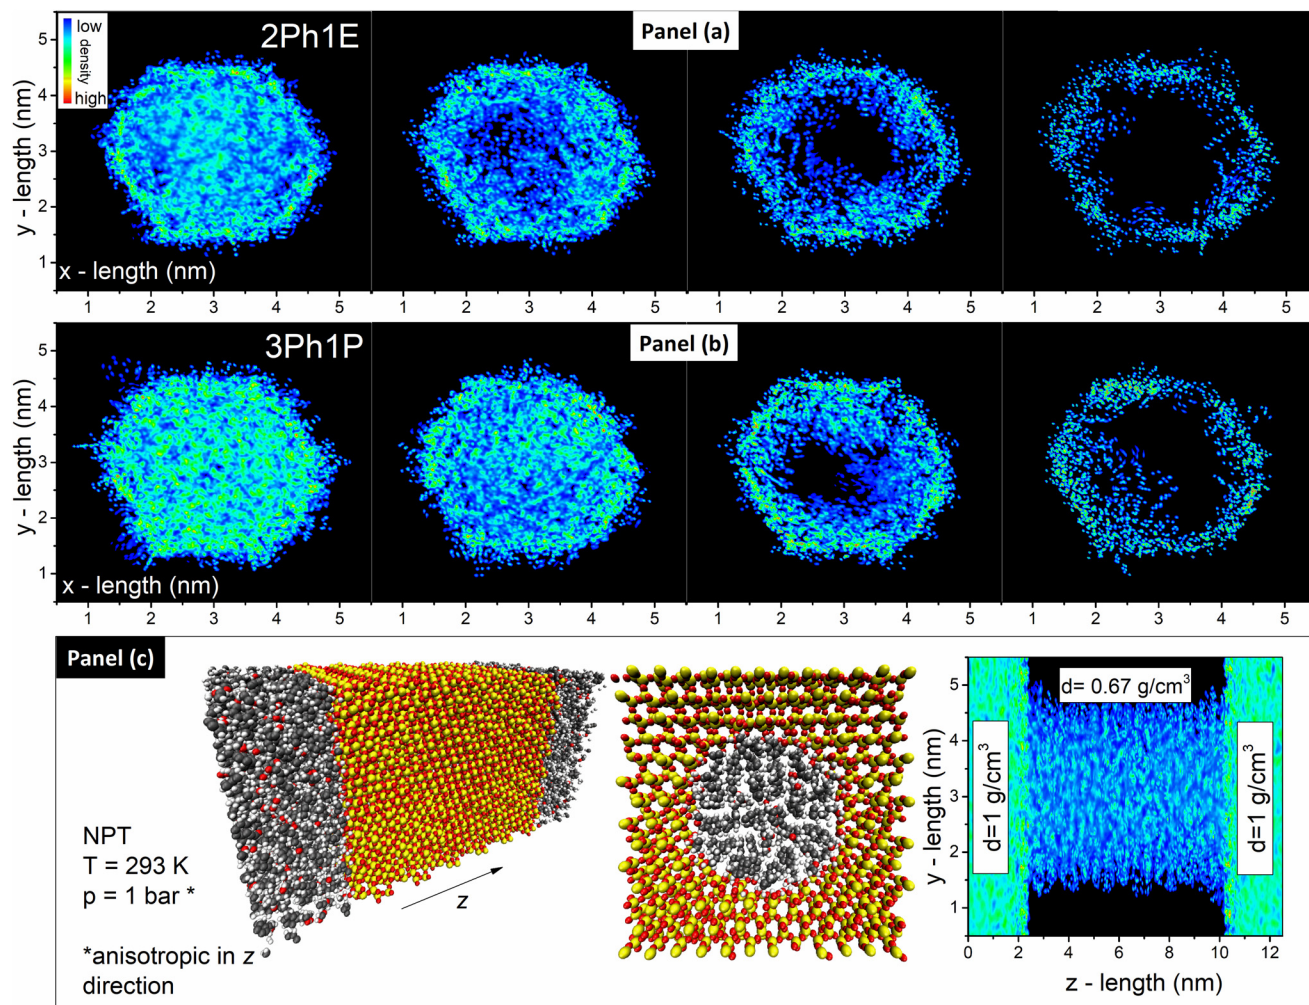 2Ph1E
Panel (a)
low
density
high
y - length (nm)
5
4
3
2
1
x - length (nm)
1 2 3 4 5
1 2 3 4 5
1 2 3 4 5
1 2 3 4 5
3Ph1P
Panel (b)
y - length (nm)
5
4
53
2
1
x - length (nm)
1 2 3 4 5
1 2 3 4 5
1 2 3 4 5
1 2 3 4 5
Panel (c)
NPT
T = 293 K
p = 1 bar *
*anisotropic in z
direction
z
d= 0.67 g/cm³
d=1 g/cm³
d=1 g/cm³
y - length (nm)
5
4
3
2
1
0 2 4 6 8 10 12
z - length (nm)